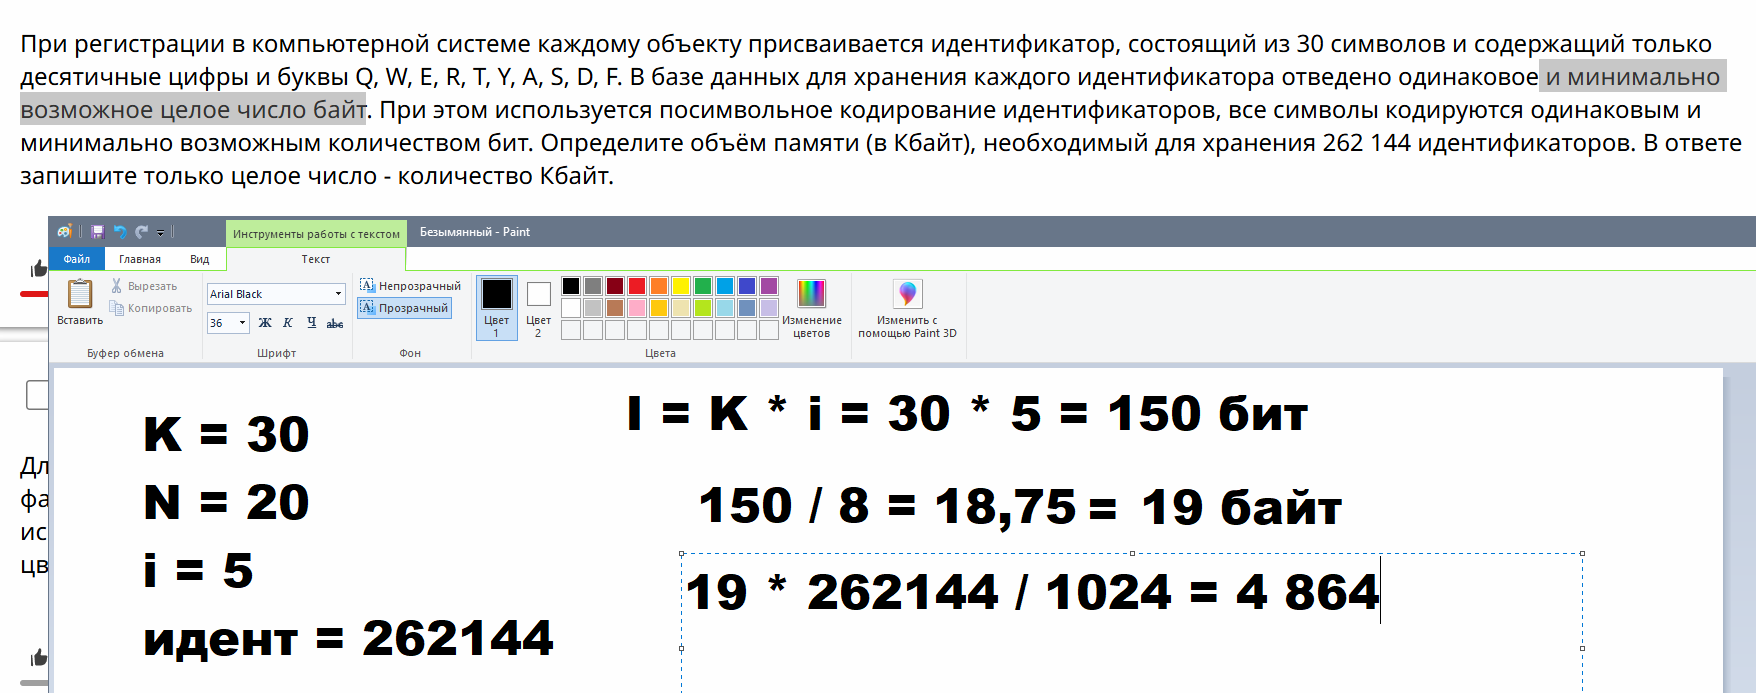 При регистрации в компьютерной системе каждому объекту присваивается идентификатор, состоящий из 30 символов и содержащий только
десятичные цифры и буквы Q, W, E, R, T, Y, A, S, D, F. В базе данных для хранения каждого идентификатора отведено одинаковое и минимально
возможное целое число байт. При этом используется посимвольное кодирование идентификаторов, все символы кодируются одинаковым и
минимально возможным количеством бит. Определите объём памяти (в Кбайт), необходимый для хранения 262 144 идентификаторов. В ответе
запишите только целое число - количество Кбайт.
Инструменты работы с текстом Безымянный - Paint
Файл Главная Вид Текст
Вставить
Вырезать
Копировать
Буфер обмена
Arial Black
36 Ж К Ч abc
Шрифт
Непрозрачный
Прозрачный
Фон
Цвет
1
Цвет
2
Изменение
цветов
Цвета
Изменить с
помощью Paint 3D
Дл
фа
ис
цв
K = 30
N = 20
i = 5
идент = 262144
I = K * i = 30 * 5 = 150 бит
150 / 8 = 18,75 = 19 байт
19 * 262144 / 1024 = 4 864